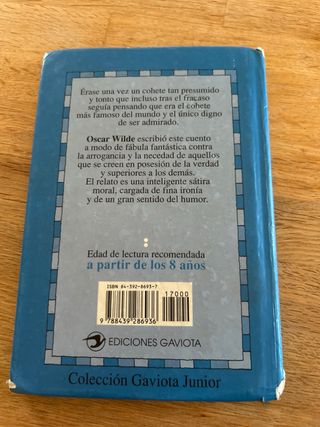 Érase una vez un cohete tan presumido
y tonto que incluso tras el fracaso
seguía pensando que era el cohete
más famoso del mundo y el único digno
de ser admirado.
Oscar Wilde escribió este cuento
a modo de fábula fantástica contra
la arrogancia y la necedad de aquellos
que se creen en posesión de la verdad
y superiores a los demás.
El relato es una inteligente sátira
moral, cargada de fina ironía
y de un gran sentido del humor.
Edad de lectura recomendada
a partir de los 8 años
ISBN 84-392-8693-7
17000
9 788439 286936
EDICIONES GAVIOTA
Colección Gaviota Junior